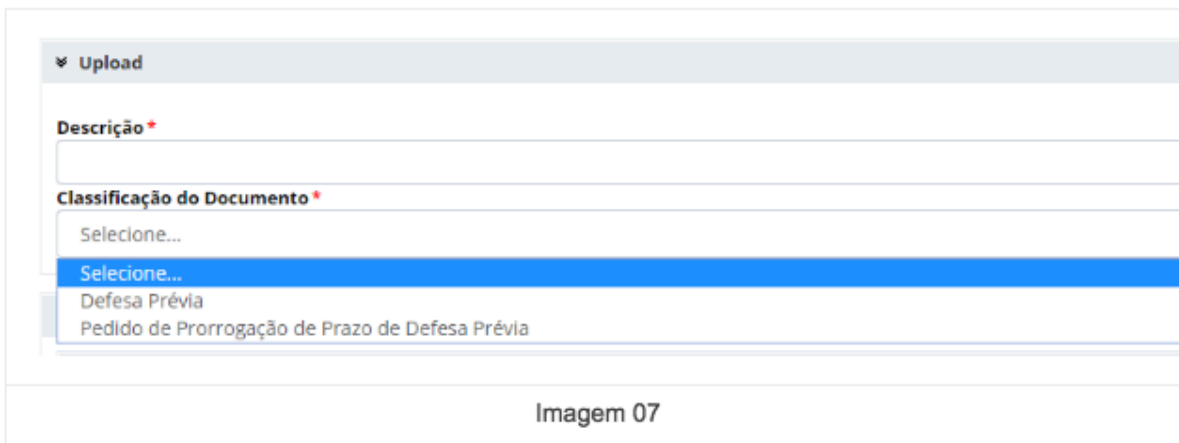 Upload
Descrição *
Classificação do Documento *
Selecione...
Selecione...
Defesa Prévia
Pedido de Prorrogação de Prazo de Defesa Prévia
Imagem 07